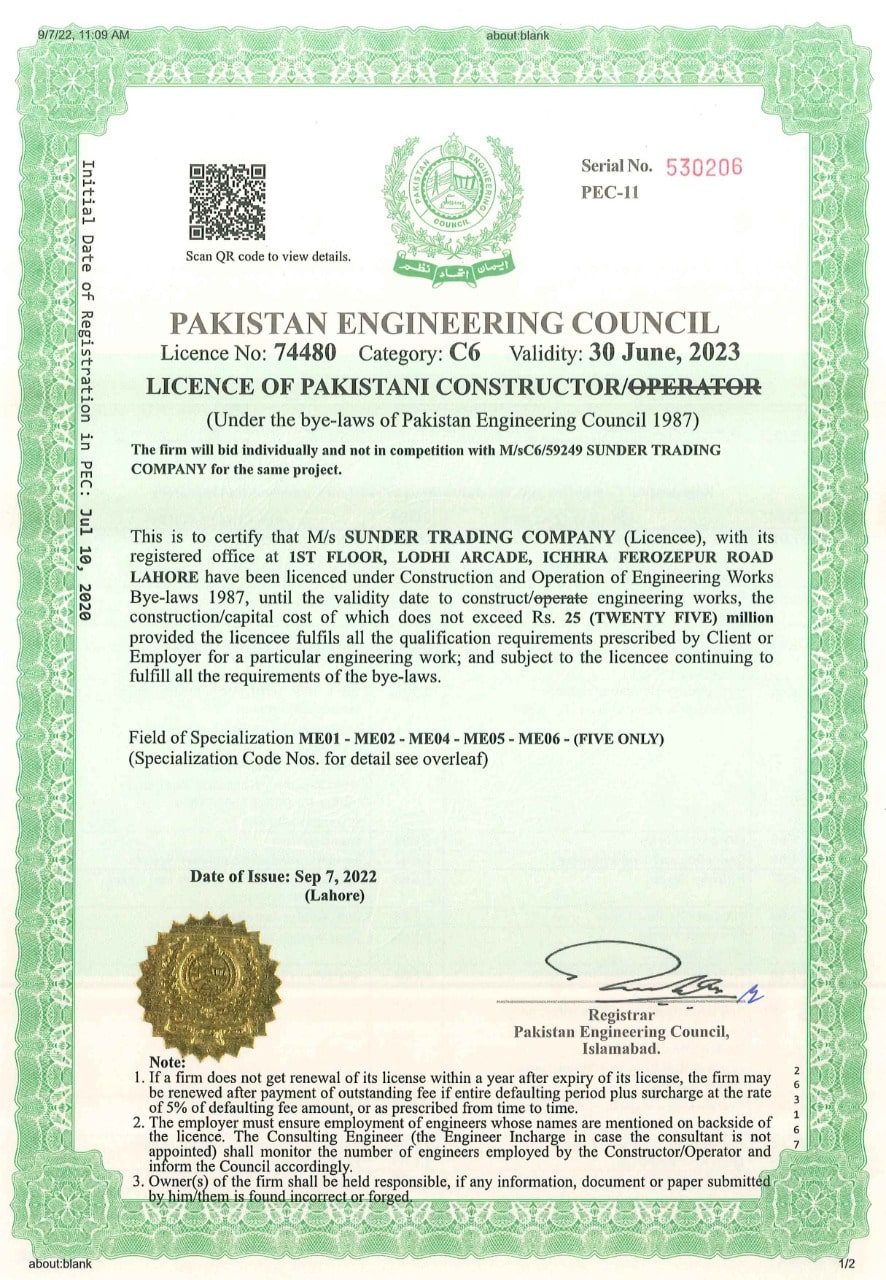 9/7/22, 11:09 AM
about:blank
Initial Date of Registration in PEC: Jul 10, 2020
Scan QR code to view details.
PAKISTAN ENGINEERING
COUNCIL
ایمان اتحاد نظم
Serial No. 530206
PEC-11
PAKISTAN ENGINEERING COUNCIL
Licence No: 74480 Category: C6 Validity: 30 June, 2023
LICENCE OF PAKISTANI CONSTRUCTOR/OPERATOR
(Under the bye-laws of Pakistan Engineering Council 1987)
The firm will bid individually and not in competition with M/sC6/59249 SUNDER TRADING
COMPANY for the same project.
This is to certify that M/s SUNDER TRADING COMPANY (Licencee), with its
registered office at 1ST FLOOR, LODHI ARCADE, ICHHRA FEROZEPUR ROAD
LAHORE have been licenced under Construction and Operation of Engineering Works
Bye-laws 1987, until the validity date to construct/operate engineering works, the
construction/capital cost of which does not exceed Rs. 25 (TWENTY FIVE) million
provided the licencee fulfils all the qualification requirements prescribed by Client or
Employer for a particular engineering work; and subject to the licencee continuing to
fulfill all the requirements of the bye-laws.
Field of Specialization ME01 - ME02 - ME04 - ME05 - ME06 - (FIVE ONLY)
(Specialization Code Nos. for detail see overleaf)
Date of Issue: Sep 7, 2022
(Lahore)
Registrar
Pakistan Engineering Council,
Islamabad.
Note:
1. If a firm does not get renewal of its license within a year after expiry of its license, the firm may
be renewed after payment of outstanding fee if entire defaulting period plus surcharge at the rate
of 5% of defaulting fee amount, or as prescribed from time to time.
2. The employer must ensure employment of engineers whose names are mentioned on backside of
the licence. The Consulting Engineer (the Engineer Incharge in case the consultant is not
appointed) shall monitor the number of engineers employed by the Constructor/Operator and
inform the Council accordingly.
3. Owner(s) of the firm shall be held responsible, if any information, document or paper submitted
by him/them is found incorrect or forged.
263167
about:blank
1/2